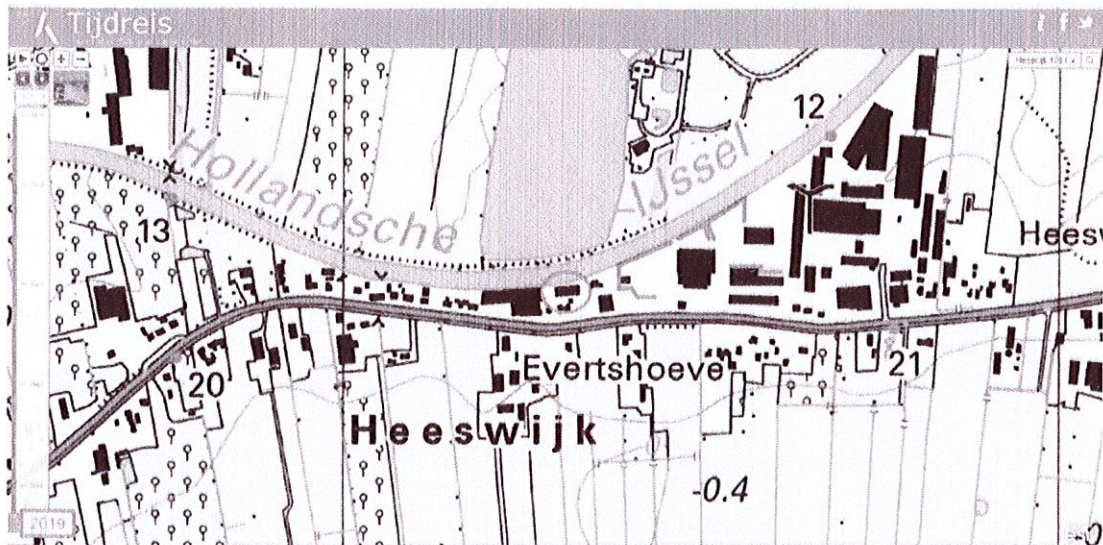 Tijdreis
12
Hollandsche
IJssel
13
Heesw
Evertshoeve
20
21
Heeswijk
-0.4
2019